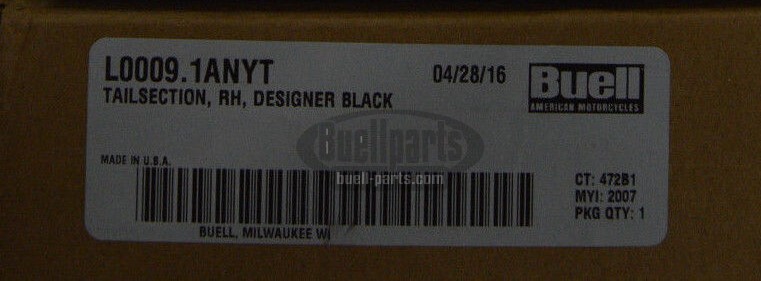 L0009.1ANYT
04/28/16
Buell
AMERICAN MOTORCYCLES
TAILSECTION, RH, DESIGNER BLACK
Buellparts
buell-parts.com
MADE IN U.S.A.
CT: 472B1
MYI: 2007
PKG QTY: 1
BUELL, MILWAUKEE WI